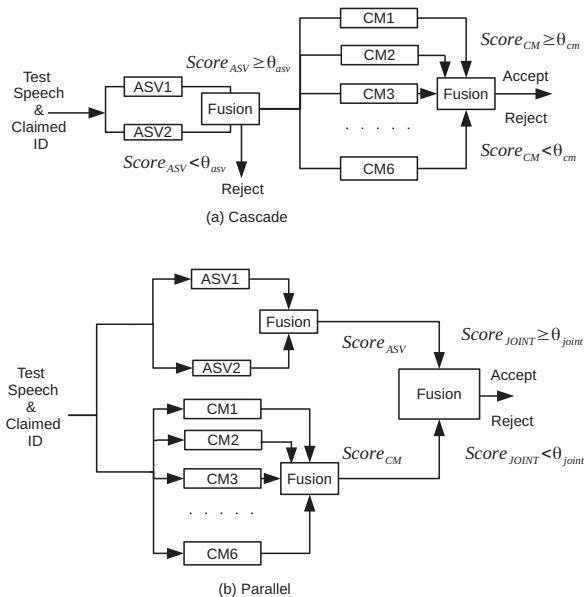 Test
Speech
&
Claimed
ID
ASV1
ASV2
Score_ASV ≥ θ_asv
Fusion
Score_ASV < θ_asv
Reject
CM1
CM2
CM3
. . . . .
CM6
Score_CM ≥ θ_cm
Fusion
Accept
Reject
Score_CM < θ_cm
(a) Cascade
Test
Speech
&
Claimed
ID
ASV1
Fusion
ASV2
Score_ASV
CM1
CM2
CM3
. . . . .
CM6
Fusion
Score_CM
Fusion
Score_JOINT ≥ θ_joint
Accept
Reject
Score_JOINT < θ_joint
(b) Parallel